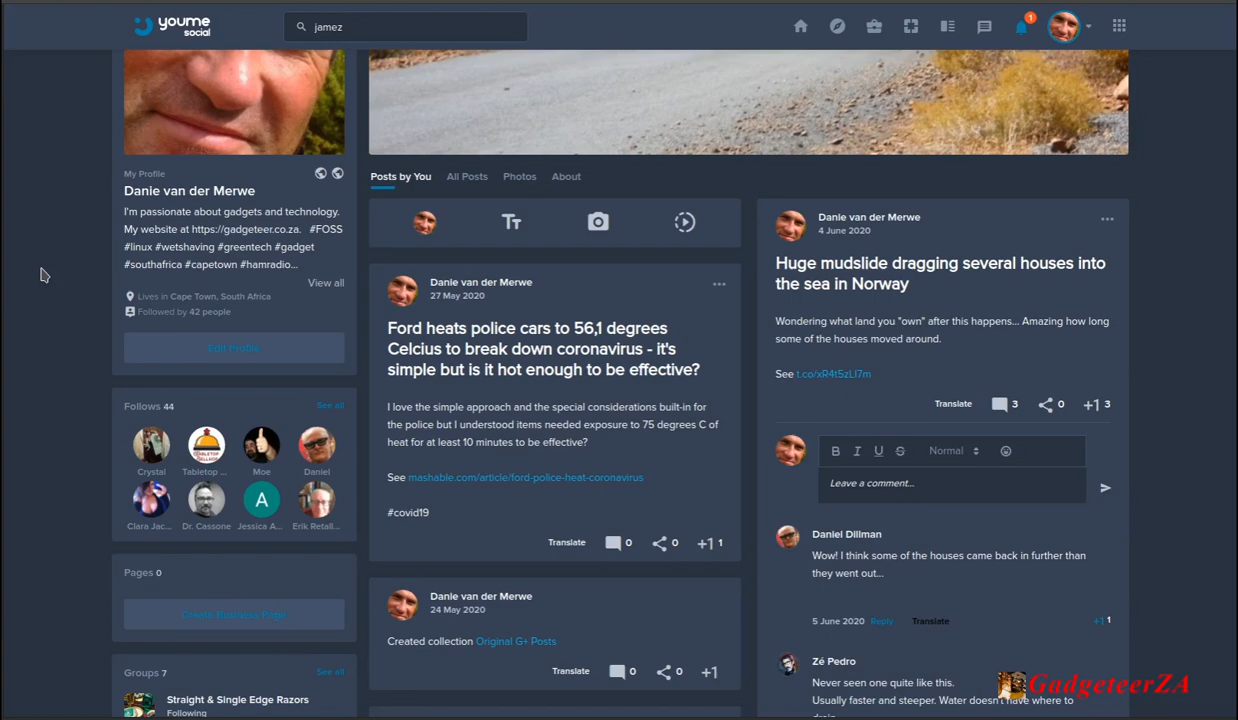 youme
social
jamez
1
My Profile
Danie van der Merwe
I'm passionate about gadgets and technology.
My website at https://gadgeteer.co.za. #FOSS
#linux #wetshaving #greentech #gadget
#southafrica #capetown #hamradio...
View all
Lives in Cape Town, South Africa
Followed by 42 people
Edit Profile
Follows 44
See all
Crystal
Tabletop ...
Moe
Daniel
A
Clara Jac...
Dr. Cassone
Jessica A...
Erik Retall...
Pages 0
Create Business Page
Groups 7
See all
Straight & Single Edge Razors
Following
Posts by You
All Posts
Photos
About
TT
Danie van der Merwe
27 May 2020
Ford heats police cars to 56,1 degrees
Celcius to break down coronavirus - it's
simple but is it hot enough to be effective?
I love the simple approach and the special considerations built-in for
the police but I understood items needed exposure to 75 degrees C of
heat for at least 10 minutes to be effective?
See mashable.com/article/ford-police-heat-coronavirus
#covid19
Translate
0
0
+1 1
Danie van der Merwe
24 May 2020
Created collection Original G+ Posts
Translate
0
0
+1
Danie van der Merwe
4 June 2020
Huge mudslide dragging several houses into
the sea in Norway
Wondering what land you "own" after this happens... Amazing how long
some of the houses moved around.
See t.co/xR4t5zLl7m
Translate
3
0
+1 3
B I U S Normal
Leave a comment...
Daniel Dillman
Wow! I think some of the houses came back in further than
they went out...
5 June 2020 Reply Translate +1 1
Zé Pedro
Never seen one quite like this.
Usually faster and steeper. Water doesn't have where to
drain
GadgeteerZA